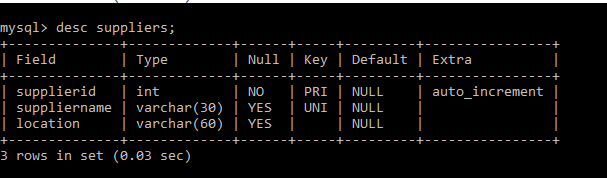 mysql> desc suppliers;
+--------------+-------------+------+-----+---------+----------------+
| Field        | Type        | Null | Key | Default | Extra          |
+--------------+-------------+------+-----+---------+----------------+
| supplierid   | int         | NO   | PRI | NULL    | auto_increment |
| suppliername | varchar(30) | YES  | UNI | NULL    |                |
| location     | varchar(60) | YES  |     | NULL    |                |
+--------------+-------------+------+-----+---------+----------------+
3 rows in set (0.03 sec)